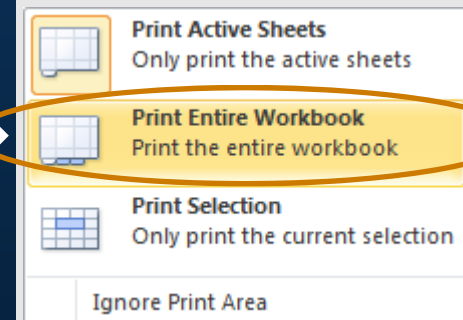 Print Active Sheets
Only print the active sheets
Print Entire Workbook
Print the entire workbook
Print Selection
Only print the current selection
Ignore Print Area